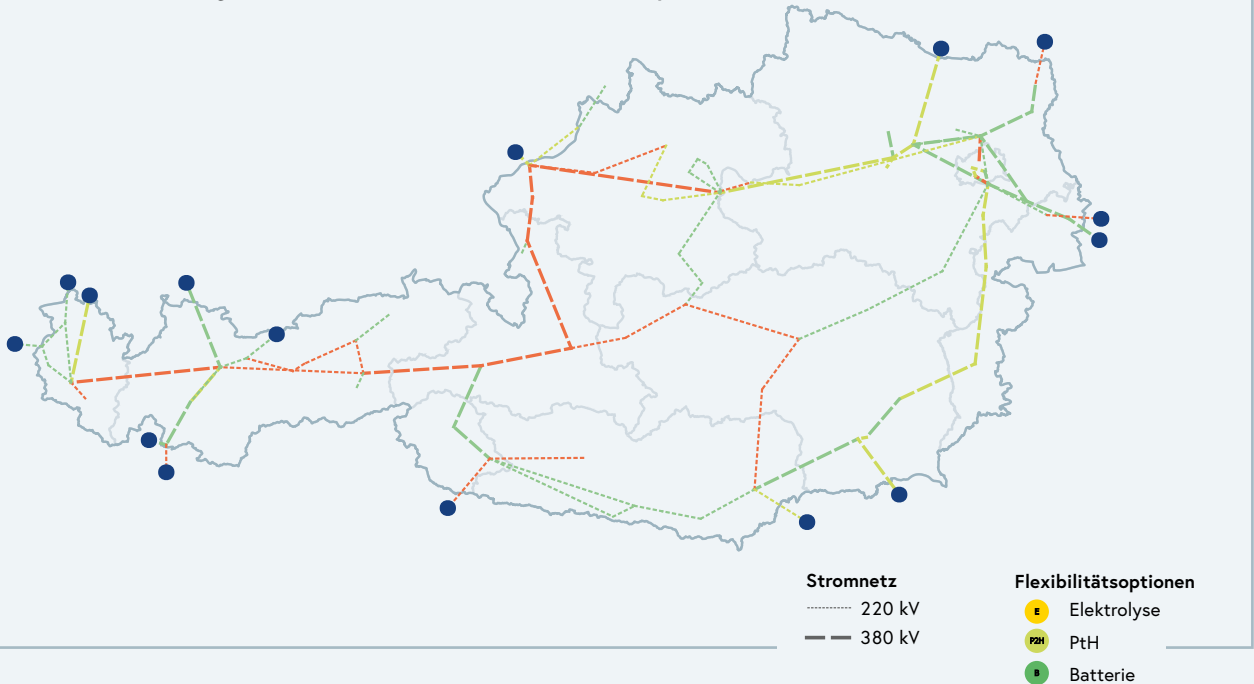 Stromnetz
220 kV
380 kV
Flexibilitätsoptionen
E Elektrolyse
P2H PtH
B Batterie